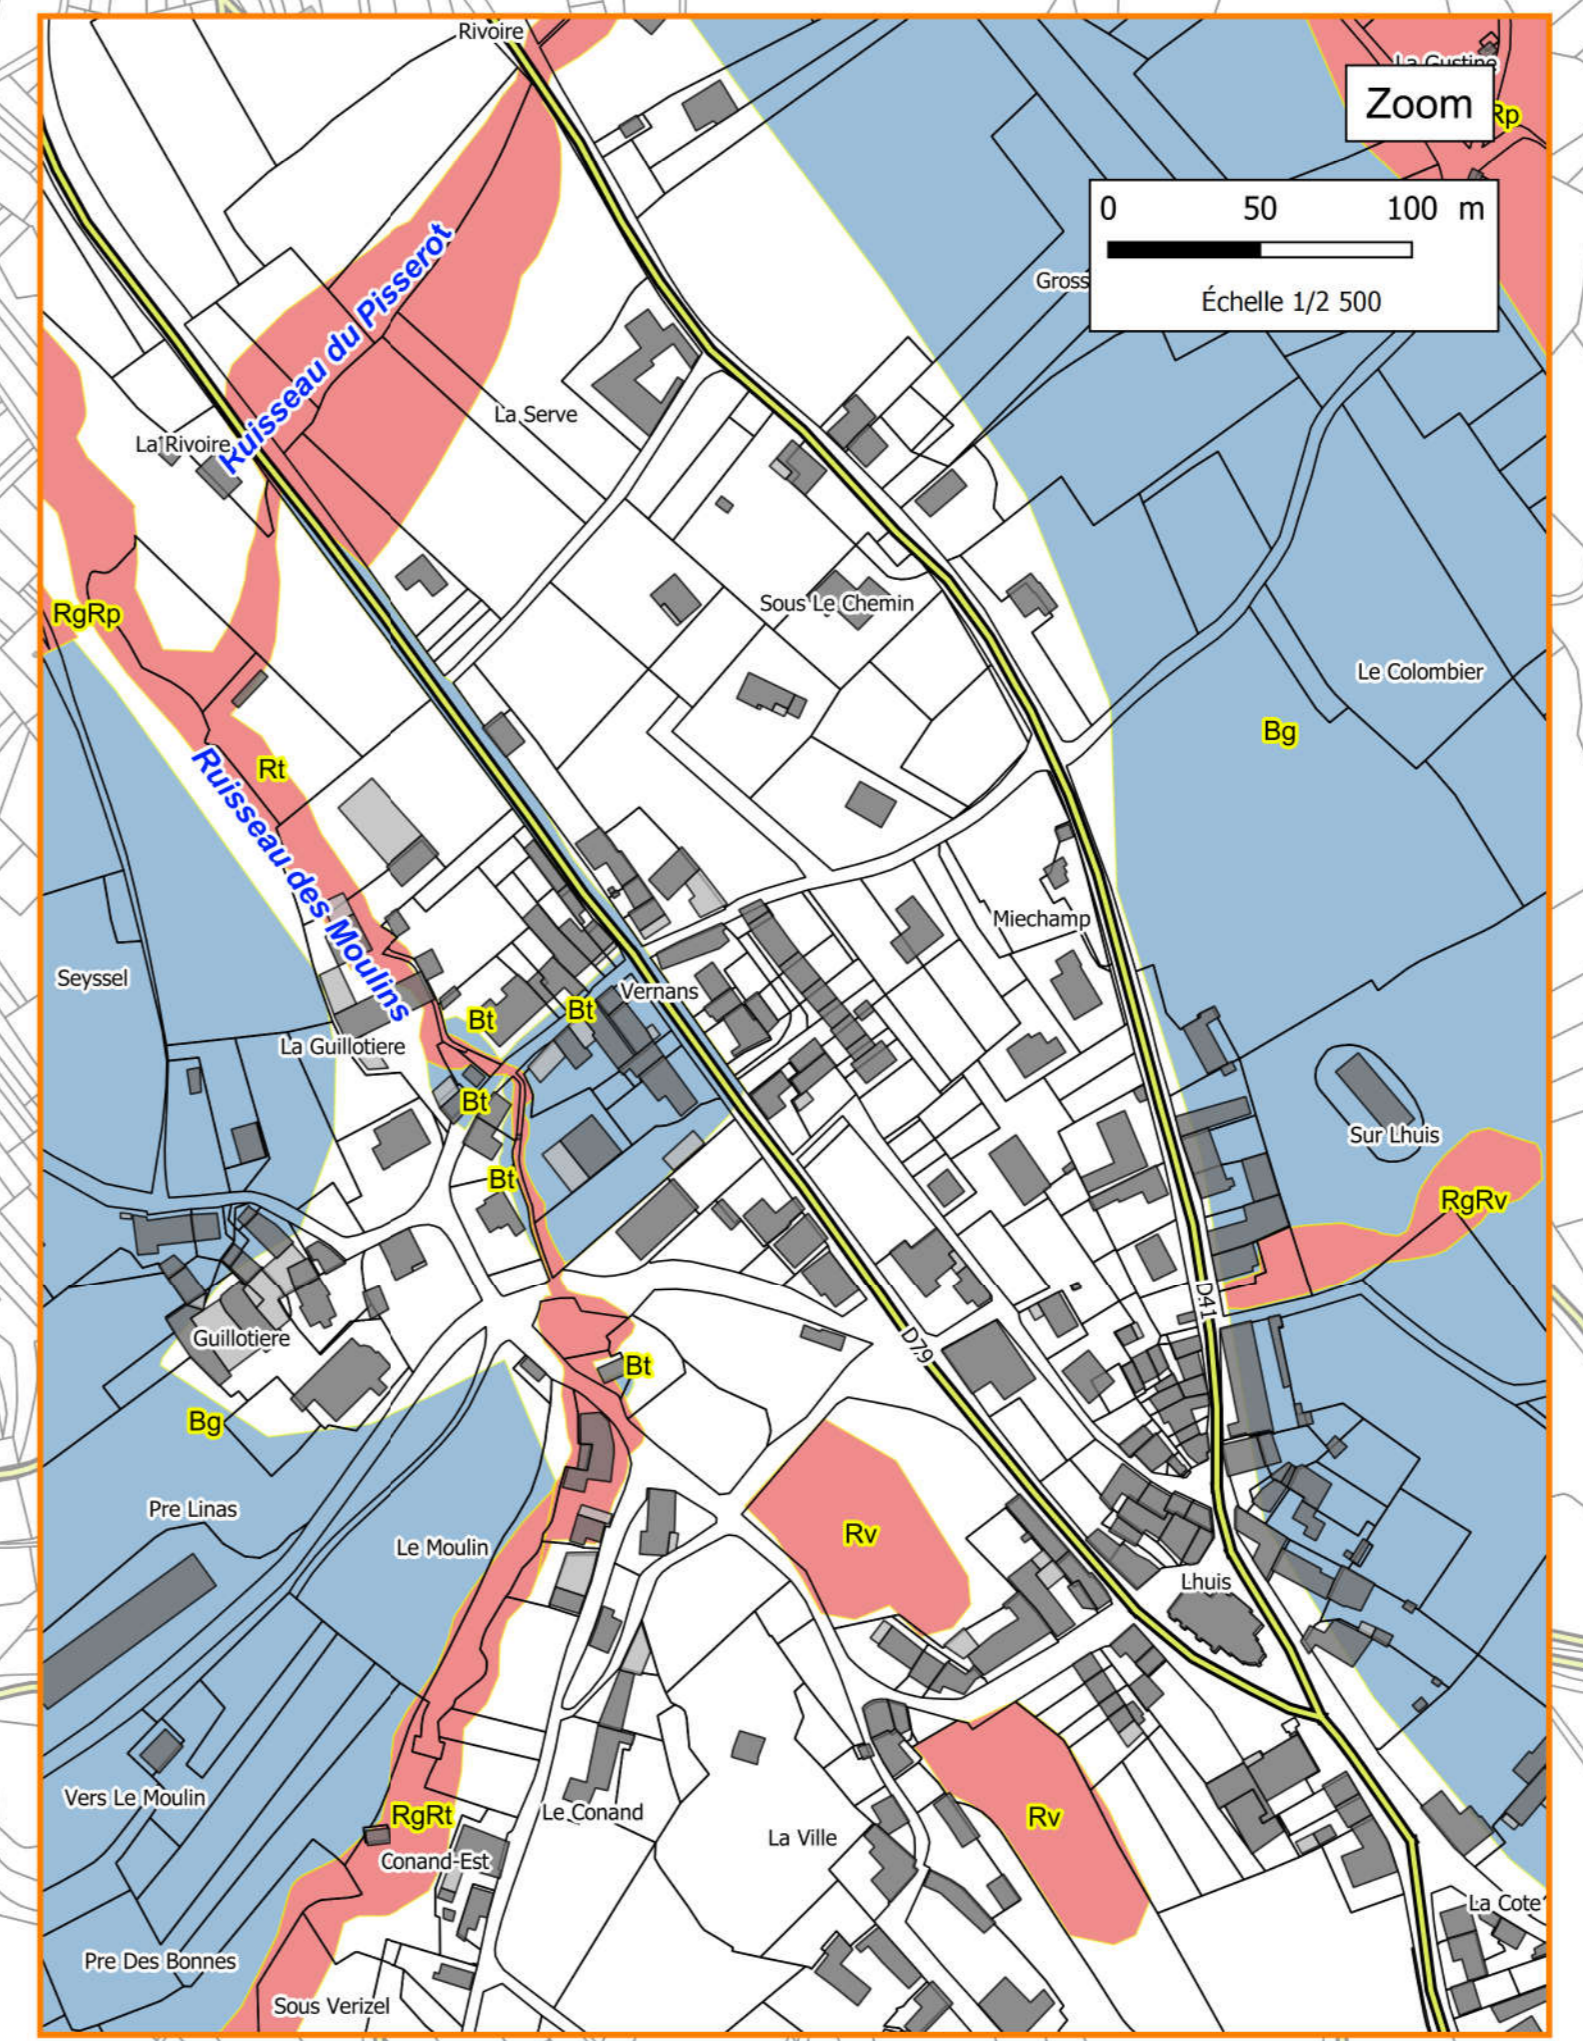 Rivoire
La Gustine
Zoom
Rp
0 50 100 m
Échelle 1/2 500
Gross
Ruisseau du Pisserot
La Serve
La Rivoire
RgRp
Sous Le Chemin
Le Colombier
Bg
Rt
Ruisseau des Moulins
Miechamp
Seyssel
Vernans
Bt
Bt
La Guillotiere
Bt
Sur Lhuis
Bt
RgRv
D41
Guillotiere
D79
Bt
Bg
Pre Linas
Rv
Le Moulin
Lhuis
Vers Le Moulin
RgRt
Le Conand
Rv
La Ville
Conand-Est
La Cote
Pre Des Bonnes
Sous Verizel